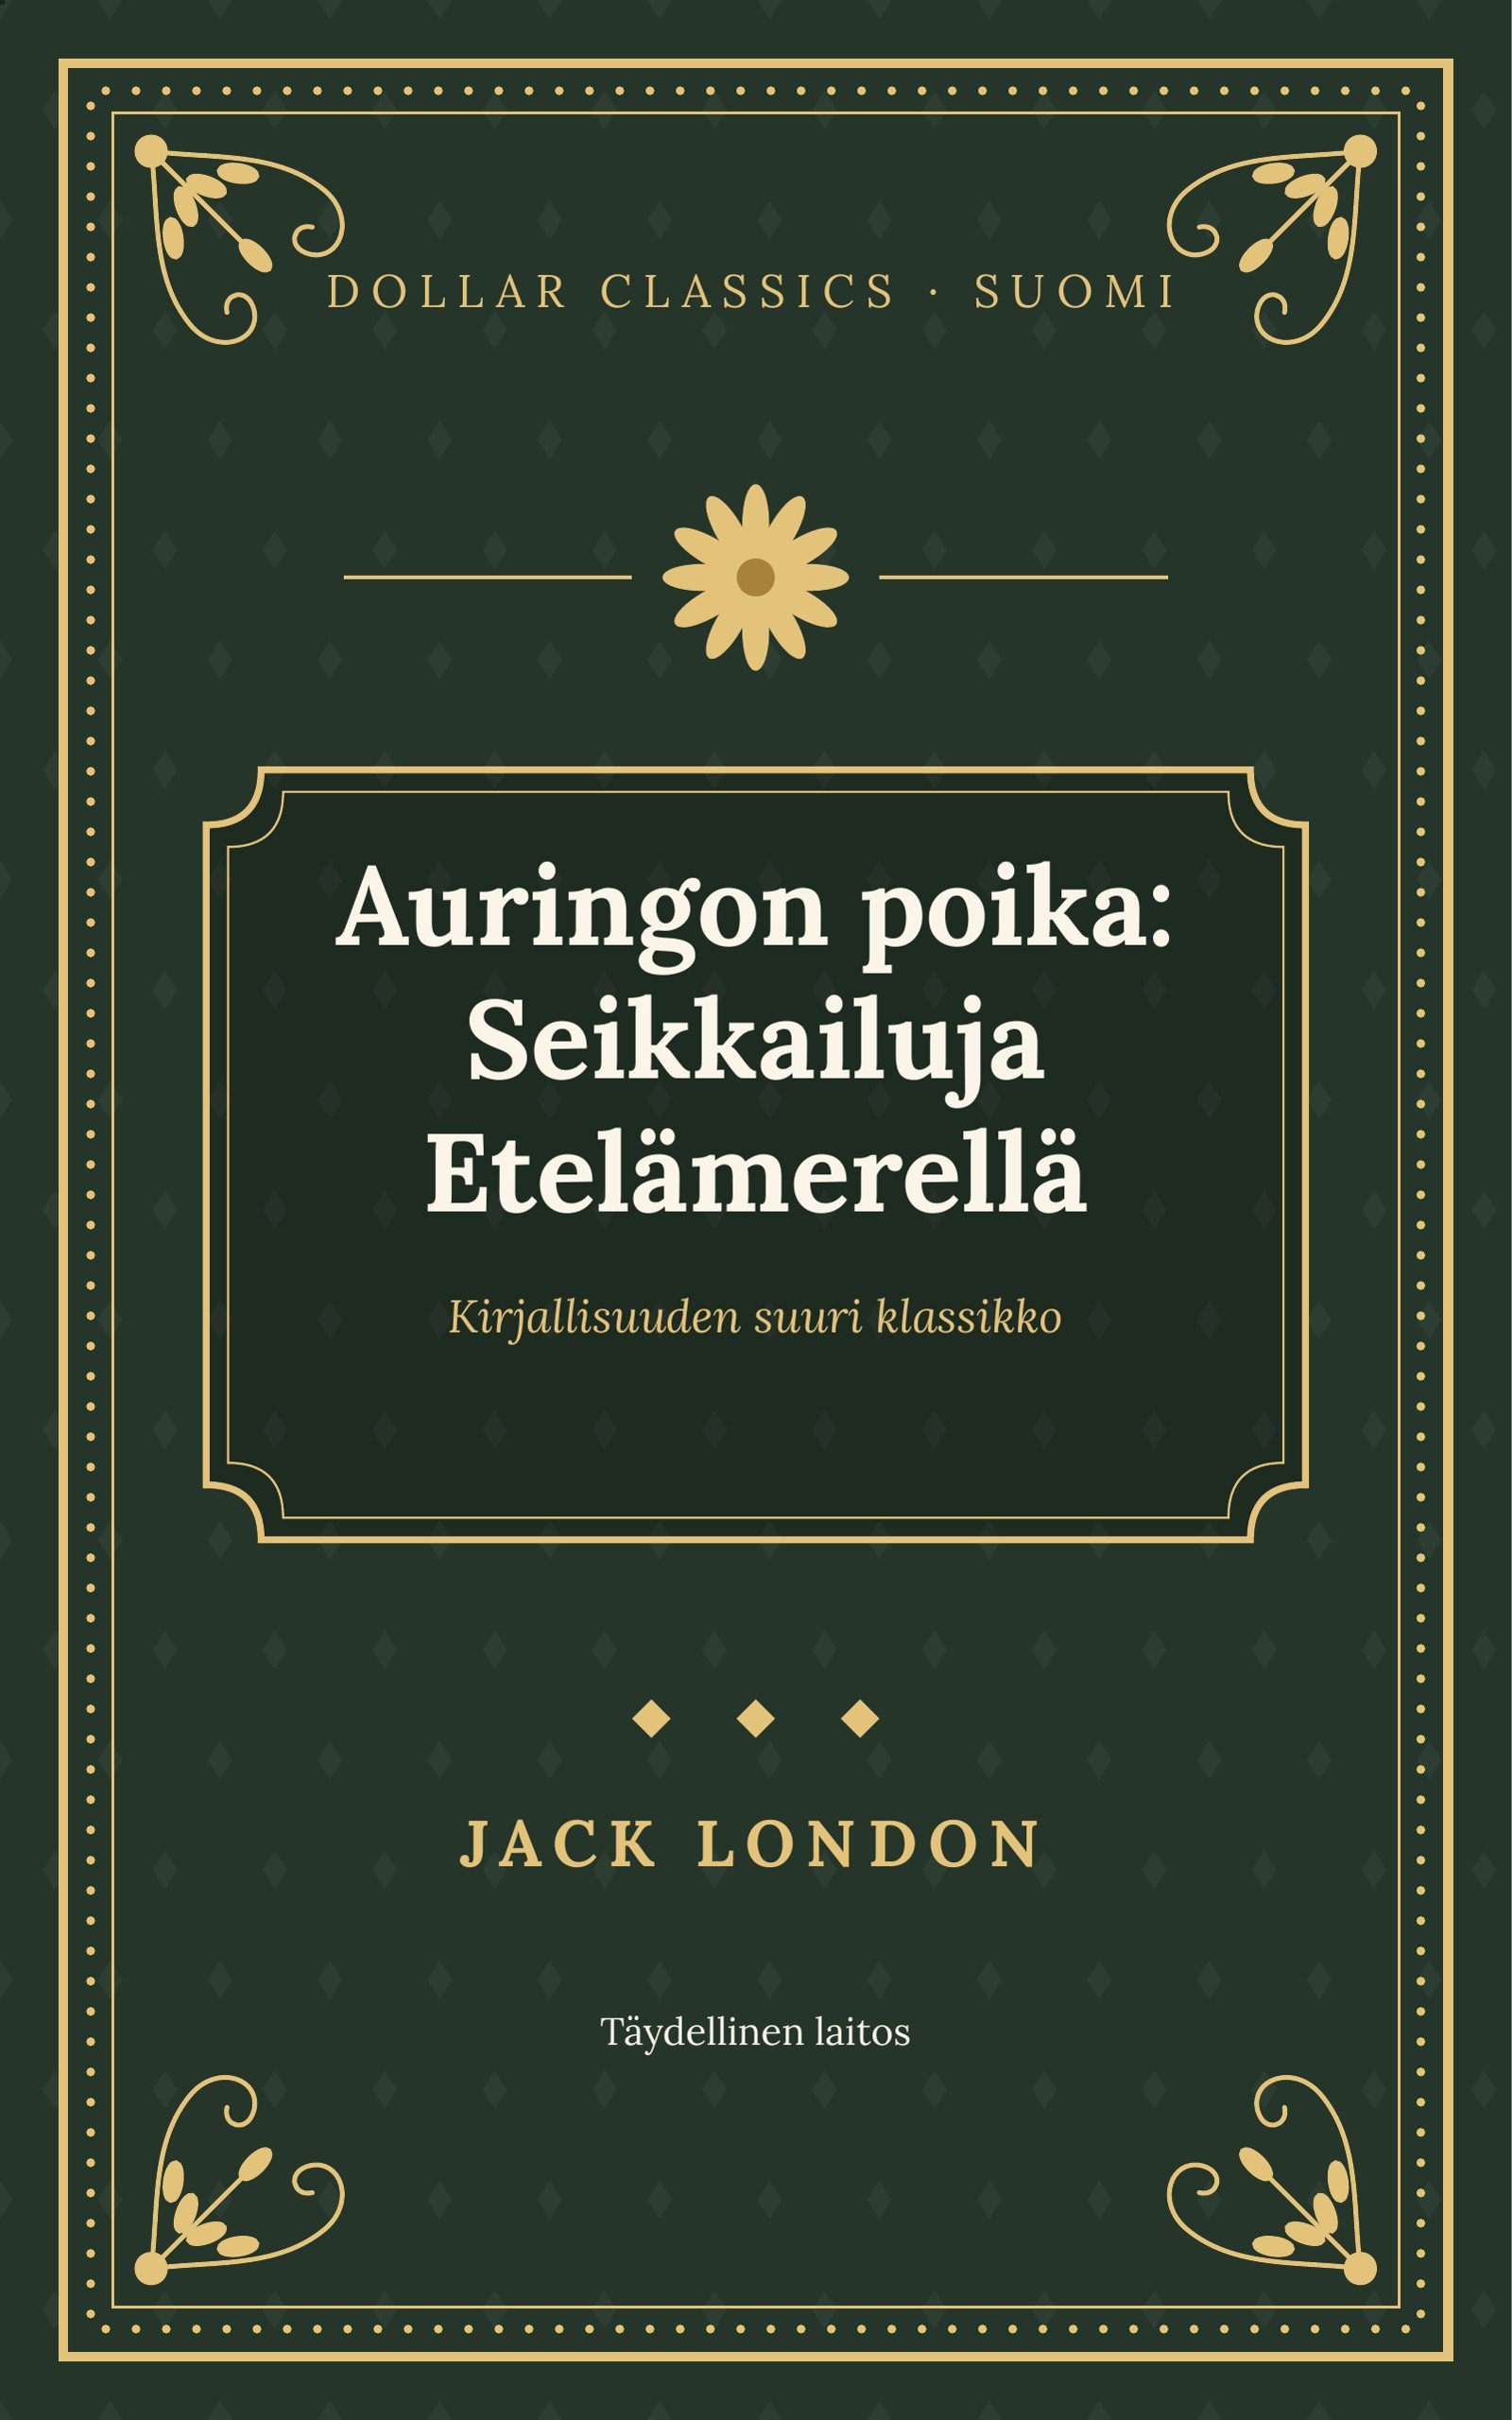 DOLLAR CLASSICS · SUOMI
Auringon poika:
Seikkailuja
Etelämerellä
Kirjallisuuden suuri klassikko
JACK LONDON
Täydellinen laitos